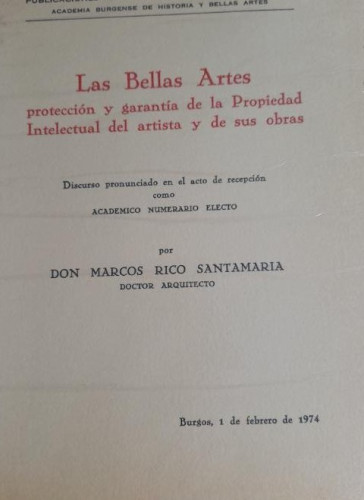 ACADEMIA BURGENSE DE HISTORIA Y BELLAS ARTES
Las Bellas Artes
protección y garantía de la Propiedad
Intelectual del artista y de sus obras
Discurso pronunciado en el acto de recepción
como
ACADEMICO NUMERARIO ELECTO
por
DON MARCOS RICO SANTAMARIA
DOCTOR ARQUITECTO
Burgos, 1 de febrero de 1974